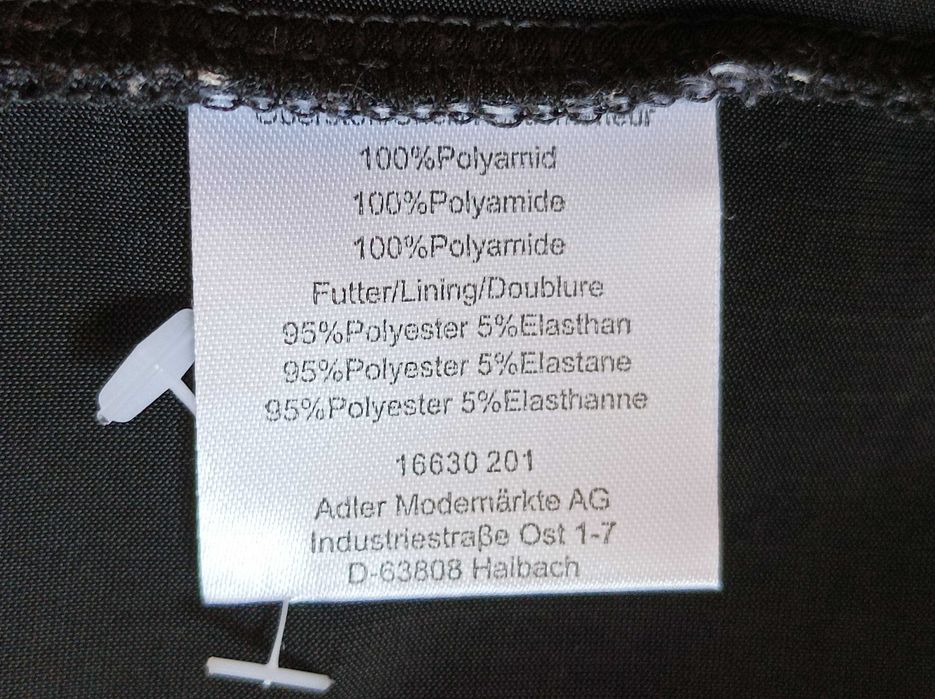 100%Polyamid
100%Polyamide
100%Polyamide
Futter/Lining/Doublure
95%Polyester 5%Elasthan
95%Polyester 5%Elastane
95%Polyester 5%Elasthanne
16630 201
Adler Modemärkte AG
Industriestraße Ost 1-7
D-63808 Haibach